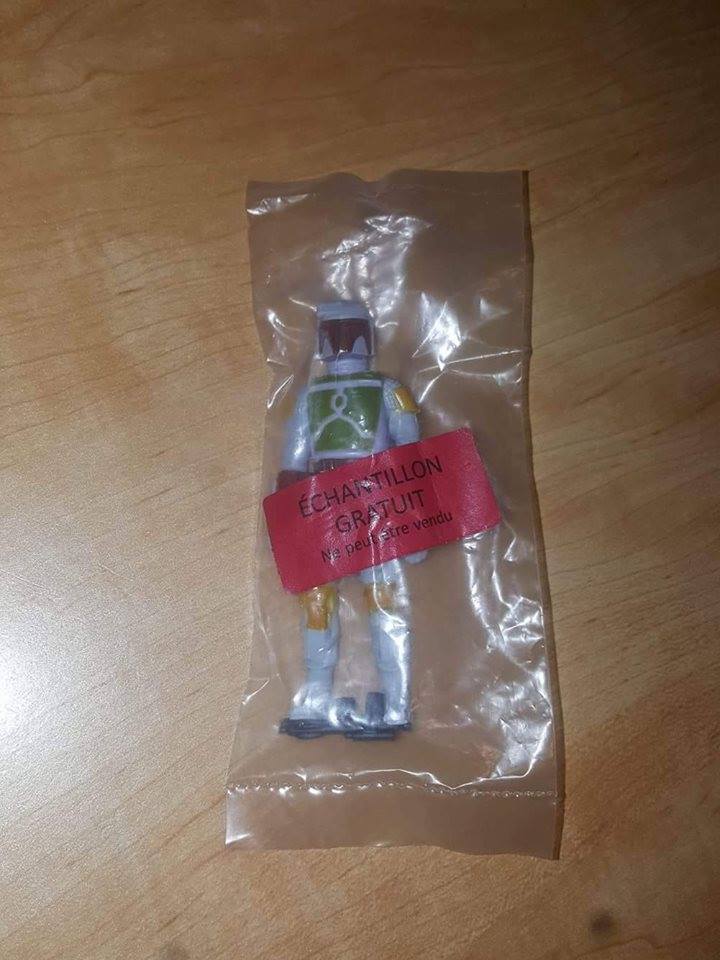 ÉCHANTILLON
GRATUIT
Ne peut être vendu